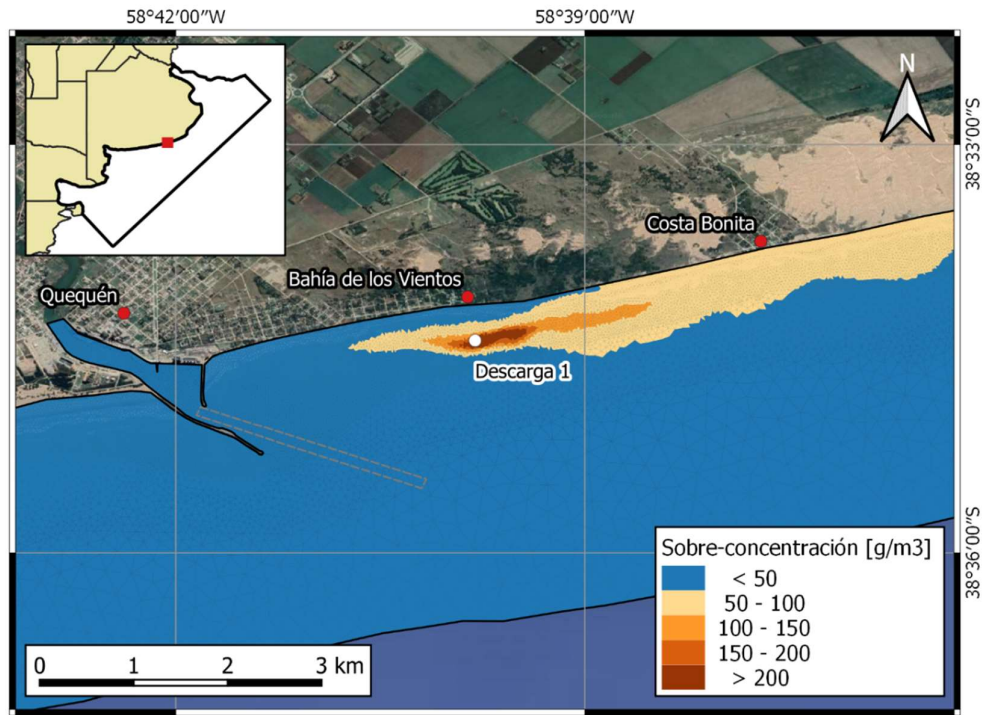 58°42'00"W
58°39'00"W
N
38°33'00"S
Costa Bonita
Bahía de los Vientos
Quequén
Descarga 1
38°36'00"S
Sobre-concentración [g/m3]
< 50
50 - 100
100 - 150
150 - 200
> 200
0 1 2 3 km